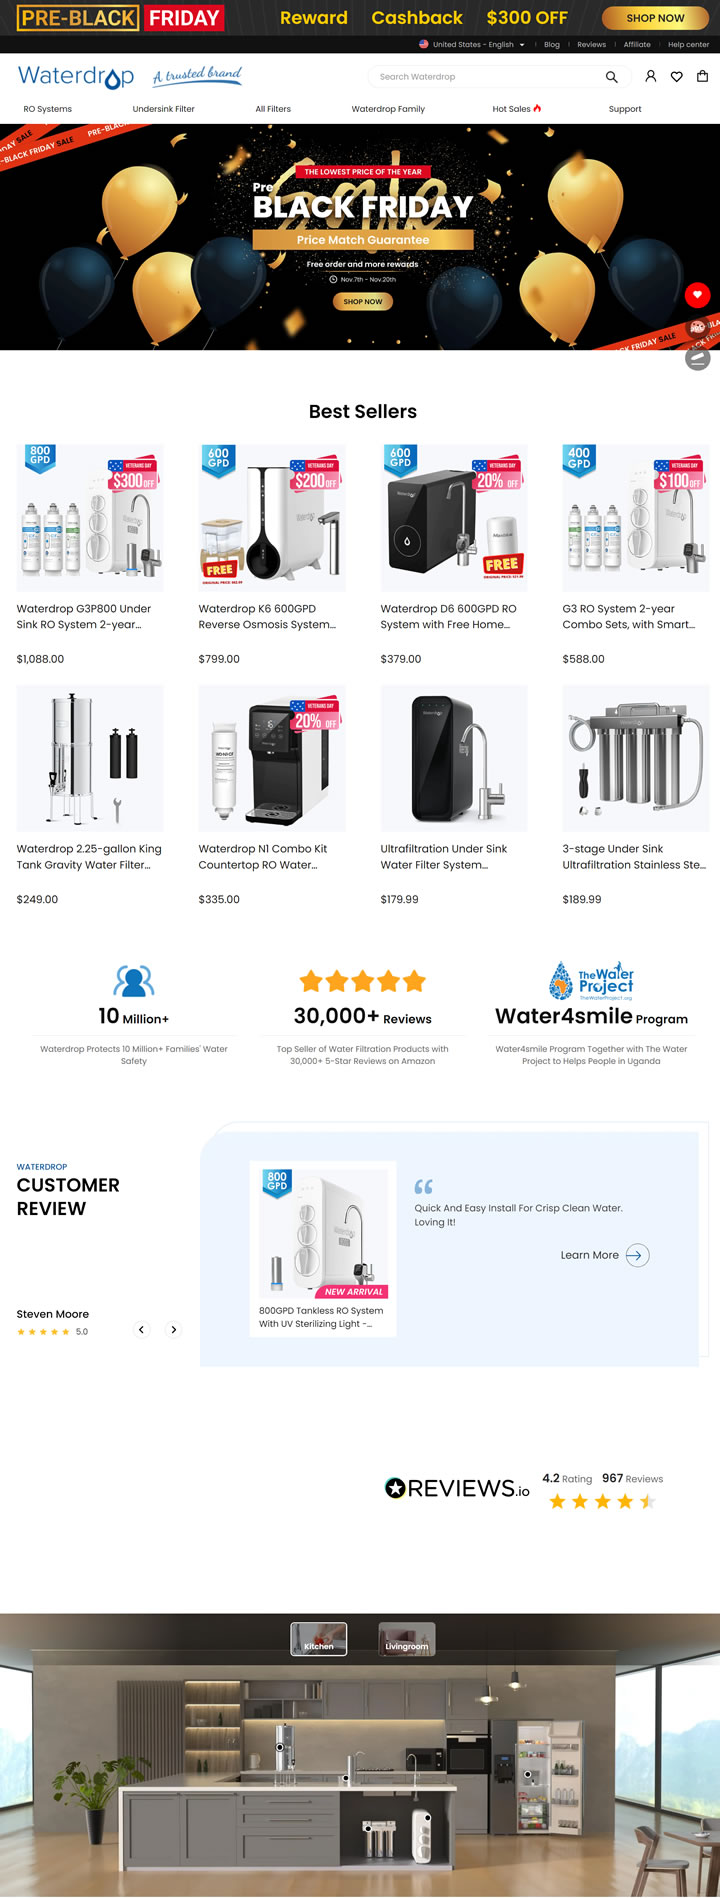 PRE-BLACK FRIDAY
Reward Cashback $300 OFF
SHOP NOW
United States - English
Blog
Reviews
Affiliate
Help center
Waterdrop
A trusted brand
Search Waterdrop
RO Systems
Undersink Filter
All Filters
Waterdrop Family
Hot Sales
Support
-BLACK FRIDAY SALE
THE LOWEST PRICE OF THE YEAR
Sale
Pre
BLACK FRIDAY
Price Match Guarantee
Free order and more rewards
Nov.7th - Nov.20th
SHOP NOW
Best Sellers
800 GPD
VETERANS DAY
$300 OFF
600 GPD
VETERANS DAY
$200 OFF
FREE
600 GPD
VETERANS DAY
20% OFF
FREE
400 GPD
VETERANS DAY
$100 OFF
Waterdrop G3P800 Under
Sink RO System 2-year...
$1,088.00
Waterdrop K6 600GPD
Reverse Osmosis System...
$799.00
Waterdrop D6 600GPD RO
System with Free Home...
$379.00
G3 RO System 2-year
Combo Sets, with Smart...
$588.00
VETERANS DAY
20% OFF
Waterdrop 2.25-gallon King
Tank Gravity Water Filter...
$249.00
Waterdrop N1 Combo Kit
Countertop RO Water...
$335.00
Ultrafiltration Under Sink
Water Filter System...
$179.99
3-stage Under Sink
Ultrafiltration Stainless Ste...
$189.99
10 Million+
Waterdrop Protects 10 Million+ Families' Water
Safety
30,000+ Reviews
Top Seller of Water Filtration Products with
30,000+ 5-Star Reviews on Amazon
The Water
Project
TheWaterProject.org
Water4smile Program
Water4smile Program Together with The Water
Project to Helps People in Uganda
WATERDROP
CUSTOMER
REVIEW
Steven Moore
5.0
800 GPD
NEW ARRIVAL
800GPD Tankless RO System
With UV Sterilizing Light -...
“
Quick And Easy Install For Crisp Clean Water.
Loving It!
Learn More
REVIEWS.io
4.2 Rating 967 Reviews
Kitchen
Livingroom